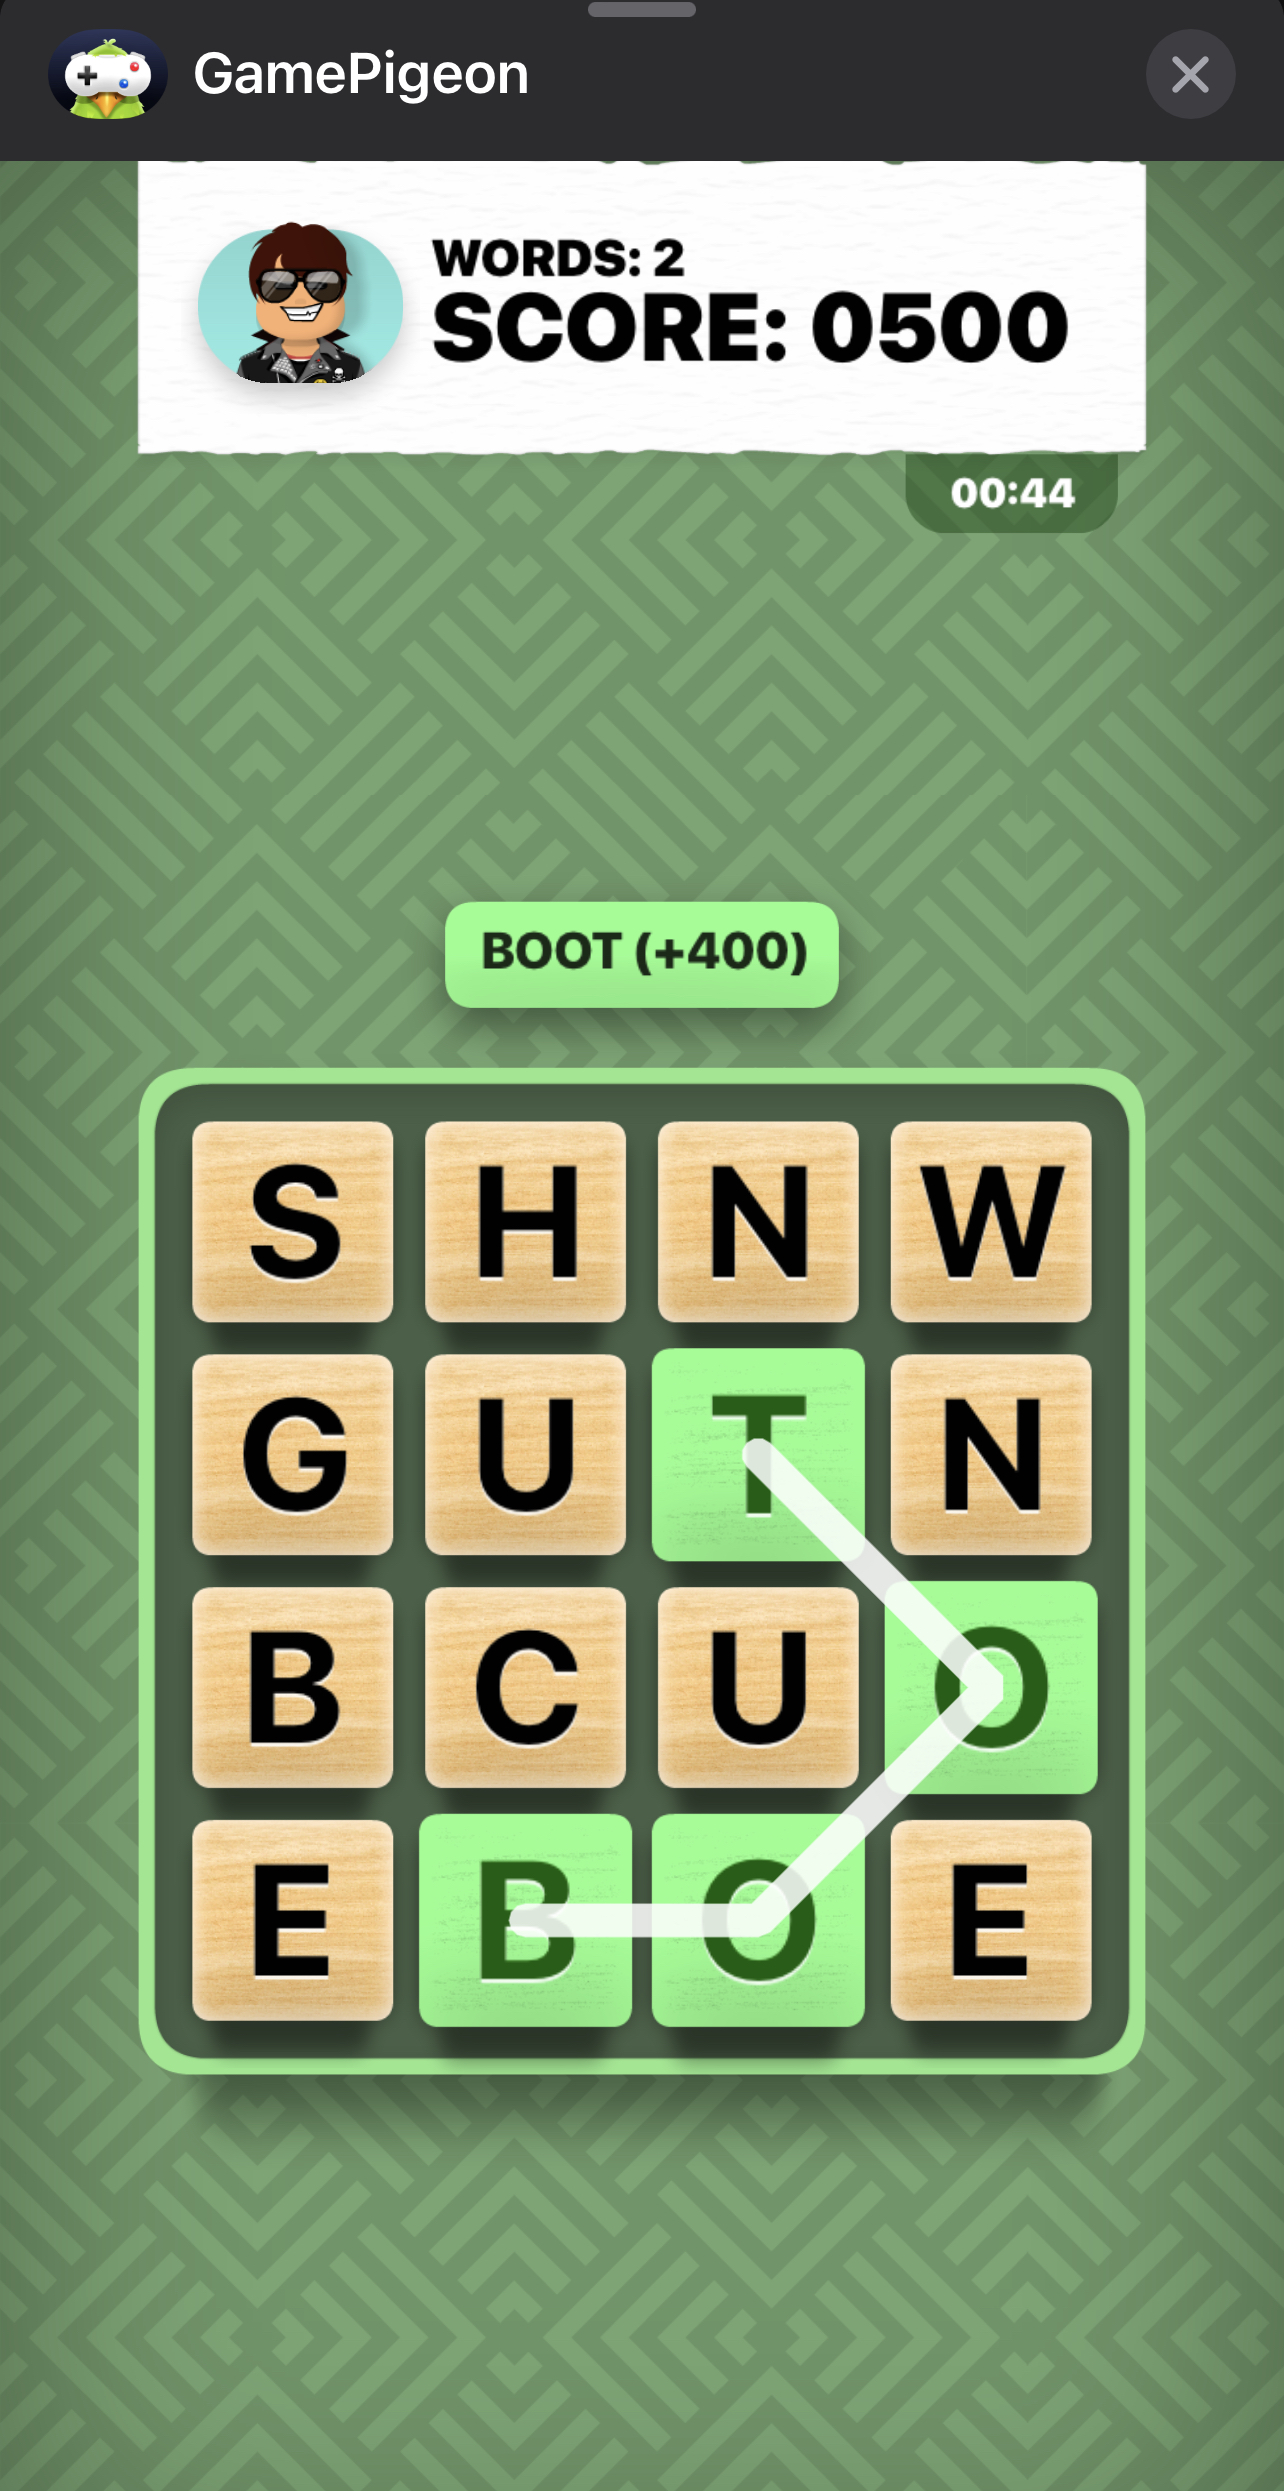 GamePigeon
WORDS: 2
SCORE: 0500
00:44
BOOT (+400)
S H N W
G U T N
B C U O
E B O E